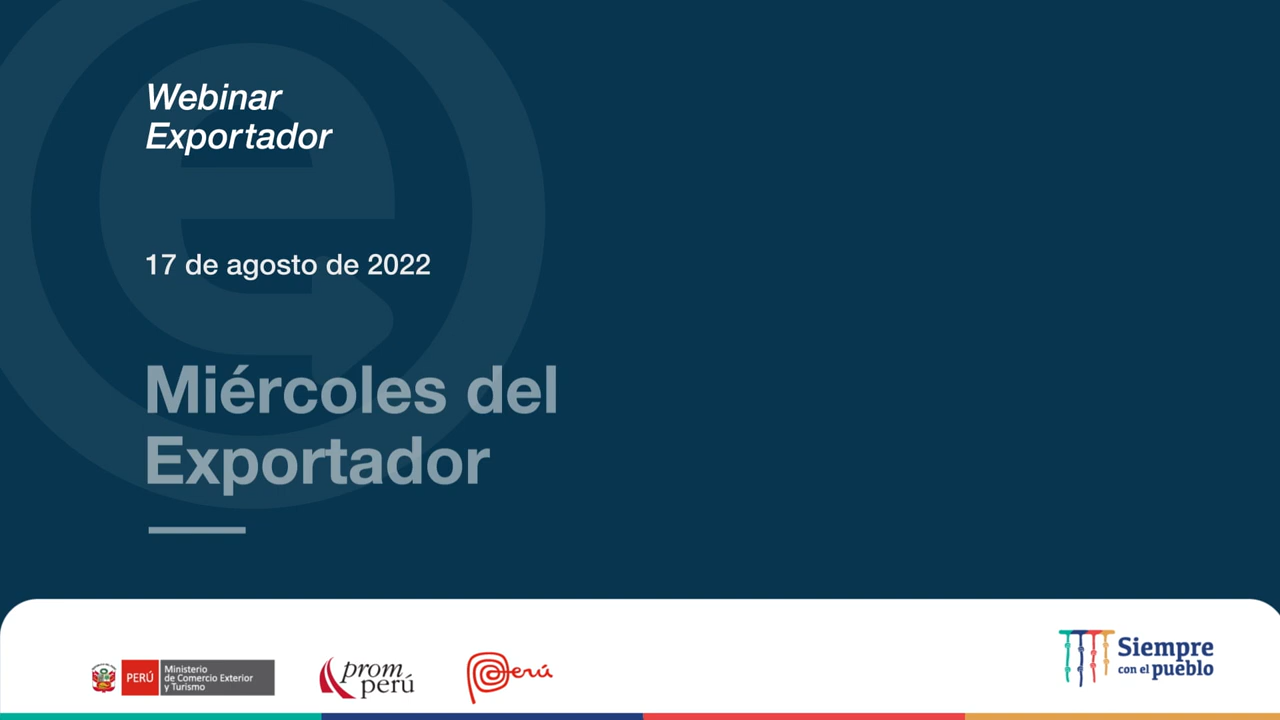 Webinar
Exportador
17 de agosto de 2022
Miércoles del
Exportador
PERÚ
Ministerio
de Comercio Exterior
y Turismo
prom
perú
Perú
Siempre
con el pueblo